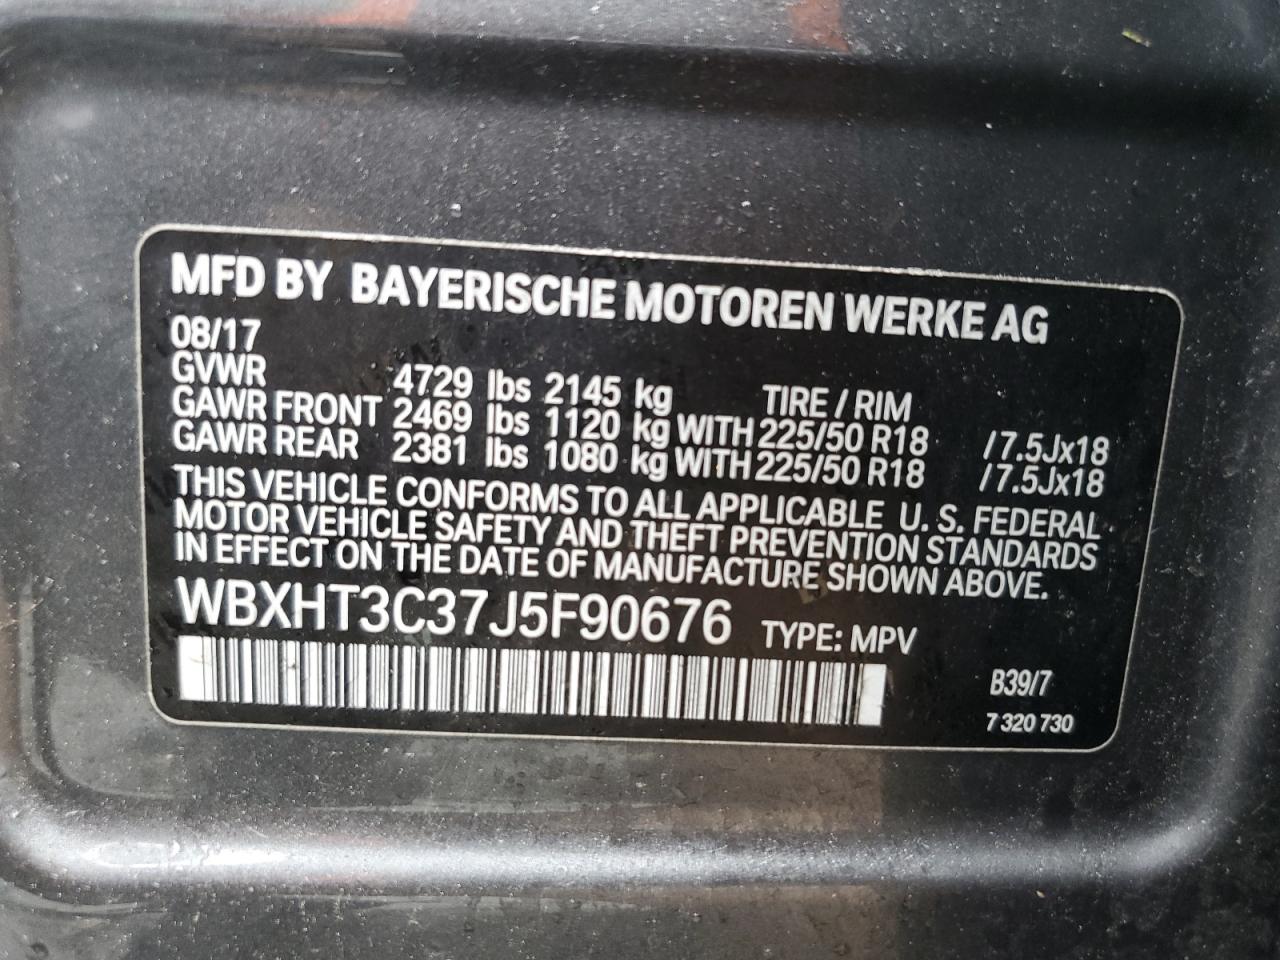 MFD BY BAYERISCHE MOTOREN WERKE AG
08/17
GVWR 4729 lbs 2145 kg TIRE / RIM
GAWR FRONT 2469 lbs 1120 kg WITH 225/50 R18 /7.5Jx18
GAWR REAR 2381 lbs 1080 kg WITH 225/50 R18 /7.5Jx18
THIS VEHICLE CONFORMS TO ALL APPLICABLE U. S. FEDERAL
MOTOR VEHICLE SAFETY AND THEFT PREVENTION STANDARDS
IN EFFECT ON THE DATE OF MANUFACTURE SHOWN ABOVE.
WBXHT3C37J5F90676 TYPE: MPV
B39/7
7 320 730